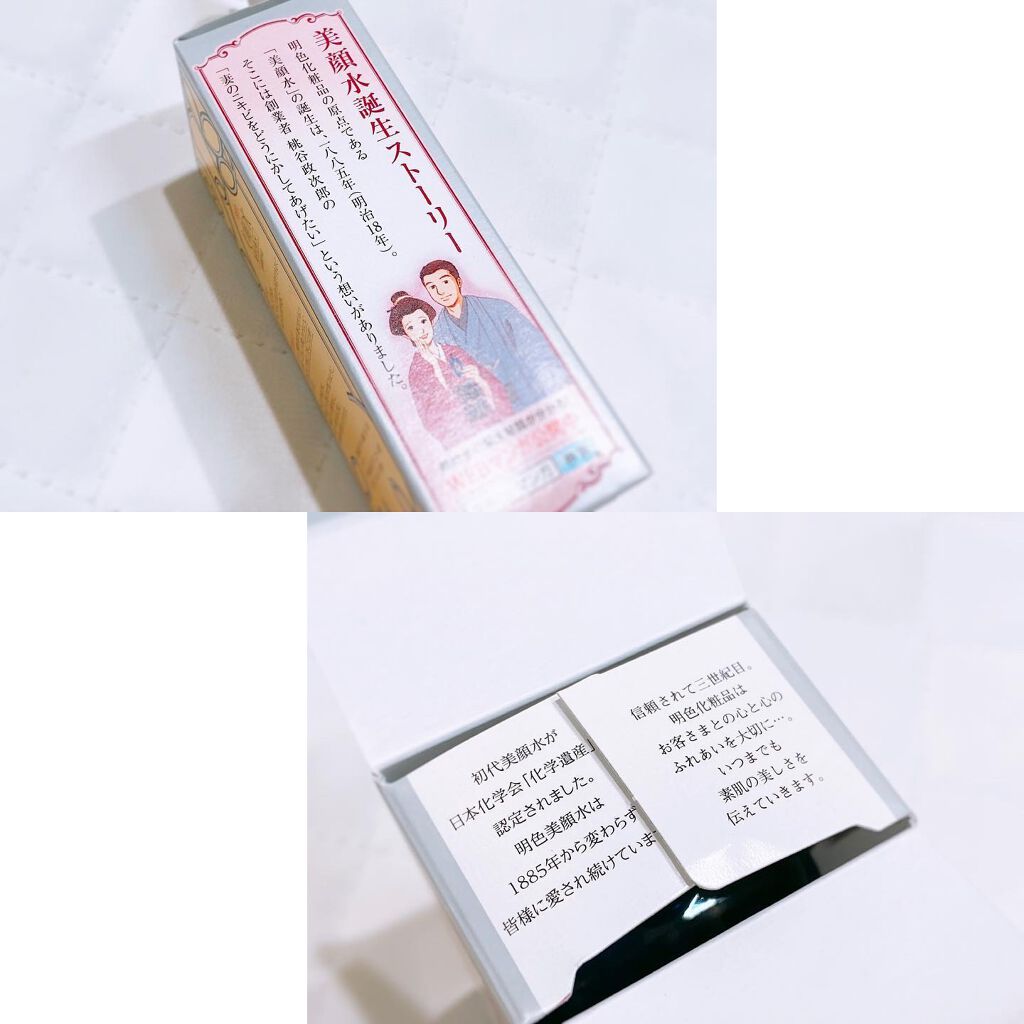 美顔水誕生ストーリー
明色化粧品の原点である
「美顔水」の誕生は、一八八五年(明治18年)。
そこには創業者 桃谷政次郎の
「妻のニキビをどうにかしてあげたい」という想いがありました。
初代美顔水が
日本化学会「化学遺産」
認定されました。
明色美顔水は
1885年から変わらず
皆様に愛され続けていま
信頼されて三世紀目。
明色化粧品は
お客さまとの心と心の
ふれあいを大切に…。
いつまでも
素肌の美しさを
伝えていきます。